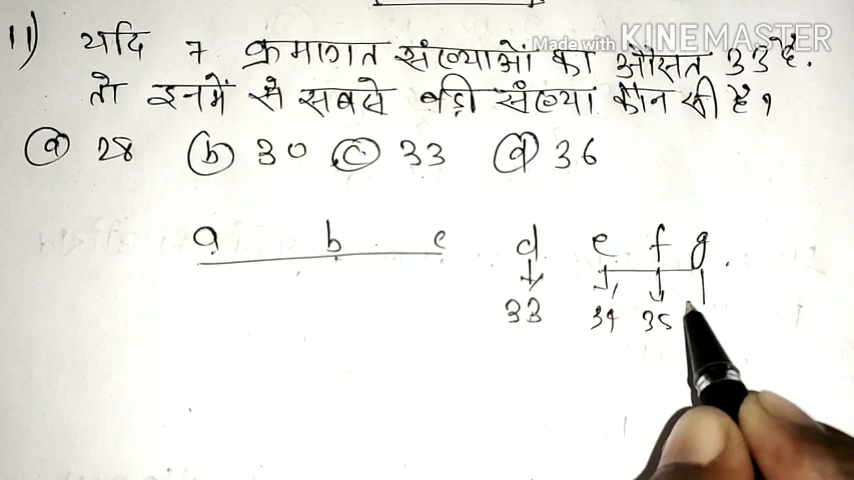 Made with KINEMASTER
11) यदि 7 क्रमागत संख्याओं का औसत 33 है.
तो इनमें से सबसे बड़ी संख्या कौन सी है?
(a) 28 (b) 30 (c) 33 (d) 36
a b c d e f g.
33 34 35